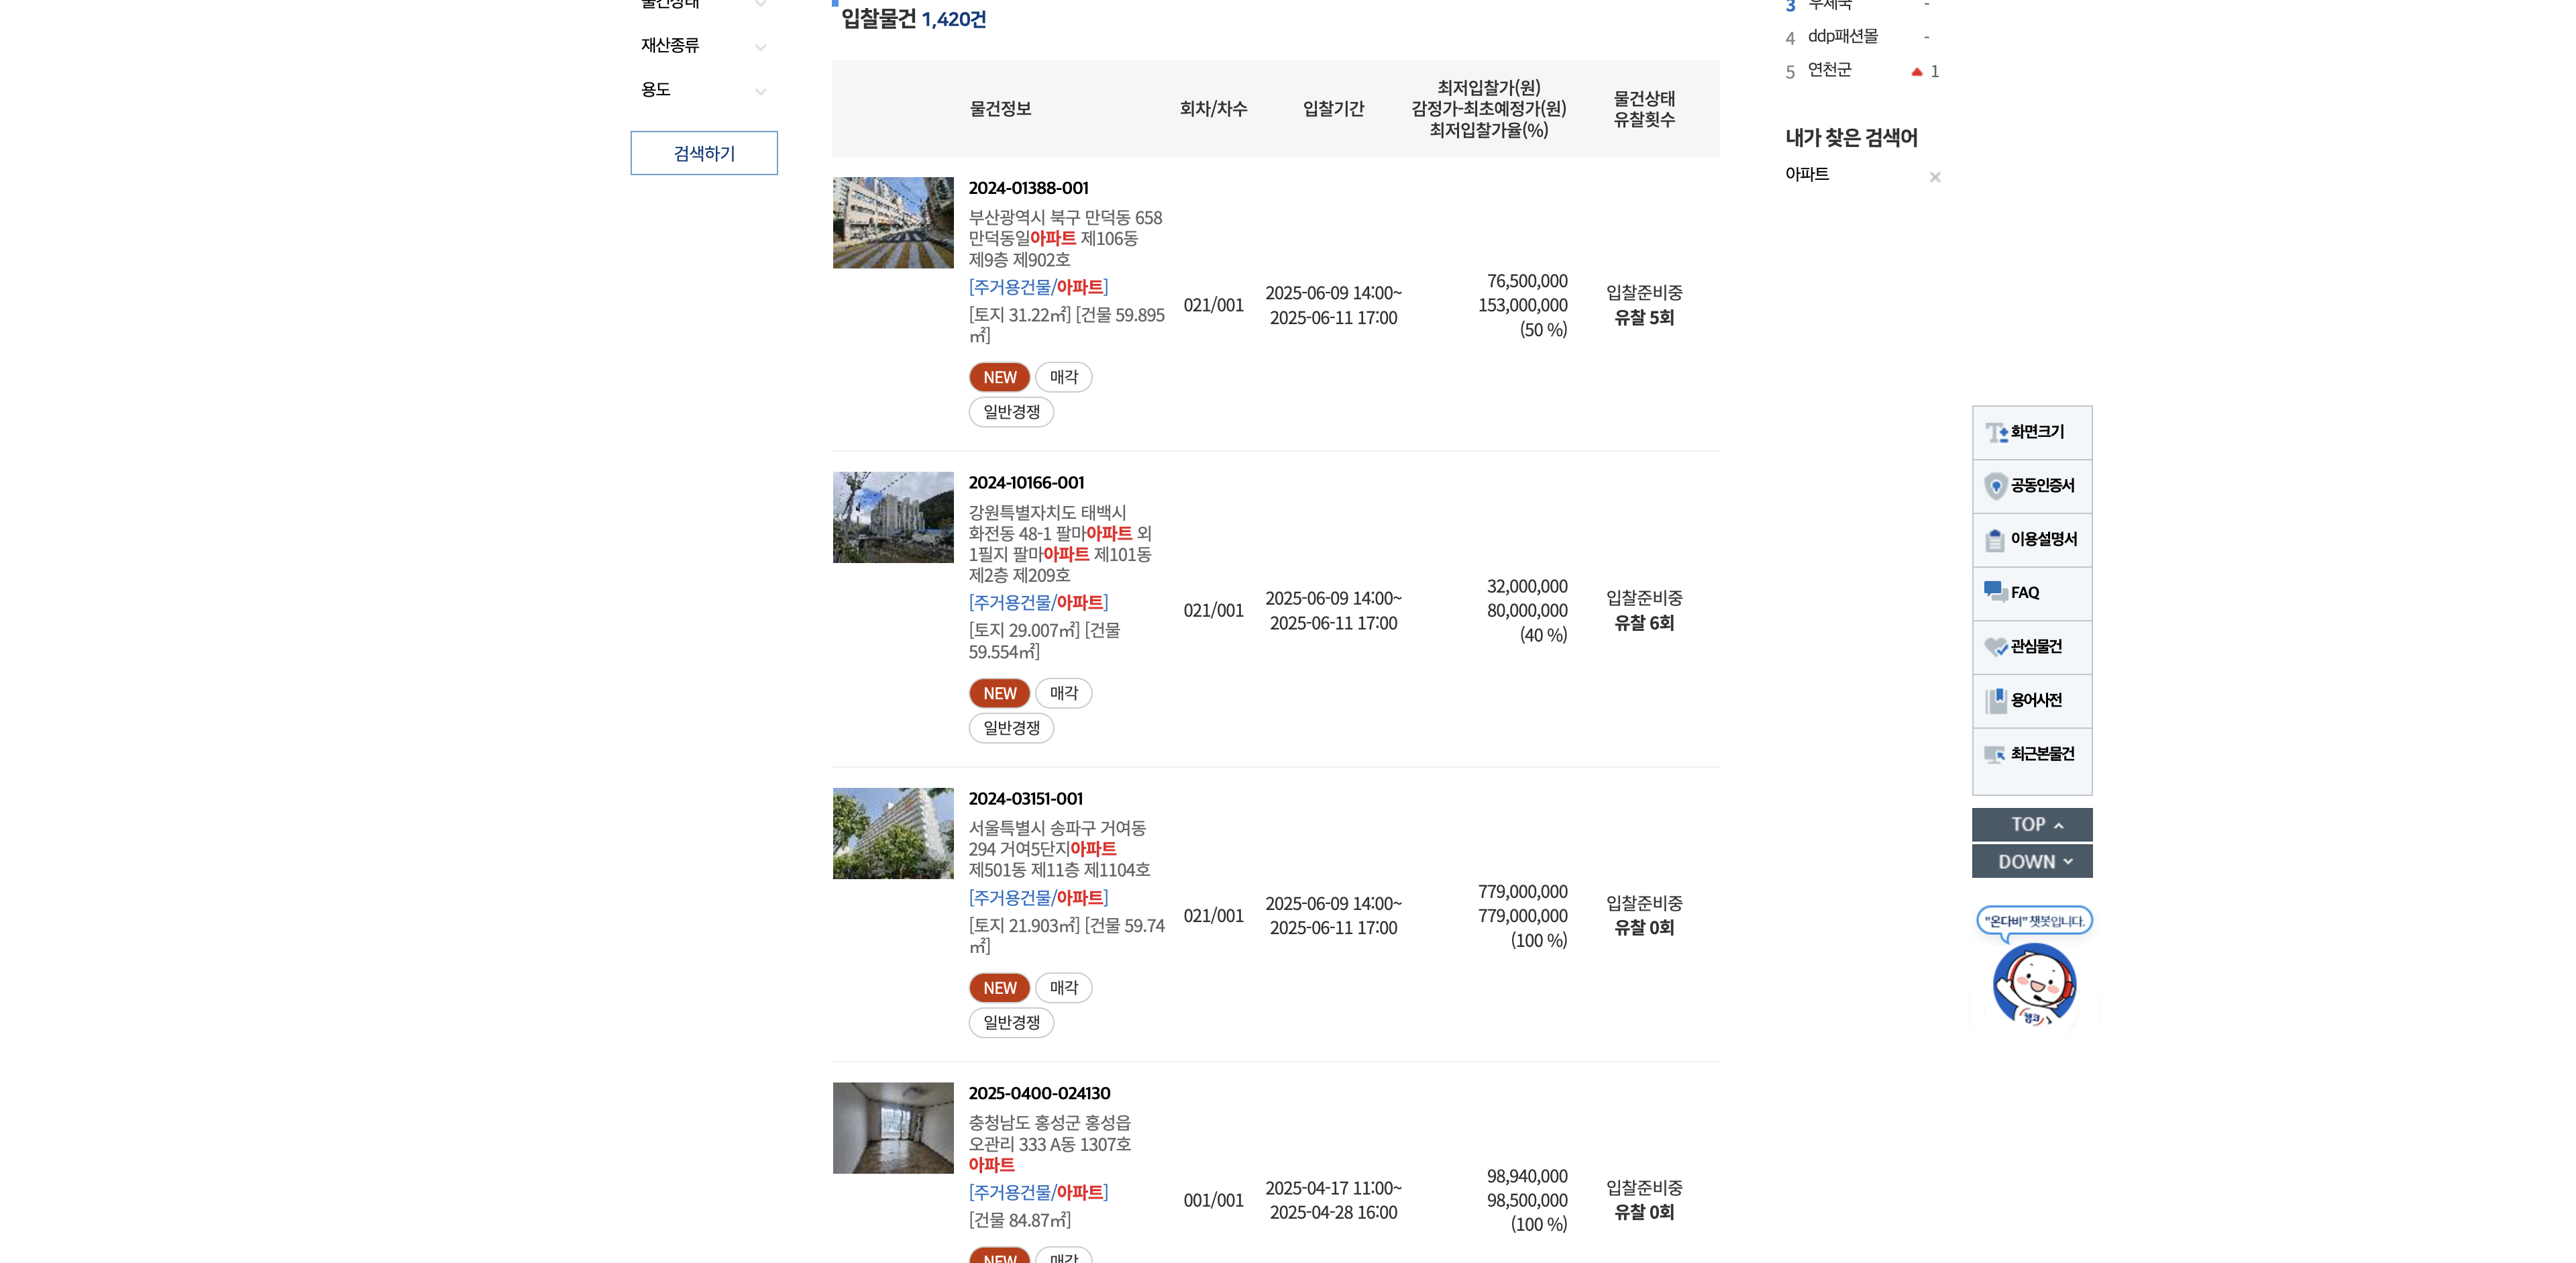 물건상태
재산종류
용도
검색하기
입찰물건 1,420건
물건정보
회차/차수
입찰기간
최저입찰가(원)
감정가-최초예정가(원)
최저입찰가율(%)
물건상태
유찰횟수
2024-01388-001
부산광역시 북구 만덕동 658
만덕동일아파트 제106동
제9층 제902호
[주거용건물/아파트]
[토지 31.22㎡] [건물 59.895
㎡]
NEW 매각
일반경쟁
021/001
2025-06-09 14:00~
2025-06-11 17:00
76,500,000
153,000,000
(50 %)
입찰준비중
유찰 5회
2024-10166-001
강원특별자치도 태백시
화전동 48-1 팔마아파트 외
1필지 팔마아파트 제101동
제2층 제209호
[주거용건물/아파트]
[토지 29.007㎡] [건물
59.554㎡]
NEW 매각
일반경쟁
021/001
2025-06-09 14:00~
2025-06-11 17:00
32,000,000
80,000,000
(40 %)
입찰준비중
유찰 6회
2024-03151-001
서울특별시 송파구 거여동
294 거여5단지아파트
제501동 제11층 제1104호
[주거용건물/아파트]
[토지 21.903㎡] [건물 59.74
㎡]
NEW 매각
일반경쟁
021/001
2025-06-09 14:00~
2025-06-11 17:00
779,000,000
779,000,000
(100 %)
입찰준비중
유찰 0회
2025-0400-024130
충청남도 홍성군 홍성읍
오관리 333 A동 1307호
아파트
[주거용건물/아파트]
[건물 84.87㎡]
NEW 매각
001/001
2025-04-17 11:00~
2025-04-28 16:00
98,940,000
98,500,000
(100 %)
입찰준비중
유찰 0회
3 우체국 -
4 ddp패션몰 -
5 연천군 ▲ 1
내가 찾은 검색어
아파트 ×
화면크기
공동인증서
이용설명서
FAQ
관심물건
용어사전
최근본물건
TOP
DOWN
"온다비" 챗봇입니다.
캠코